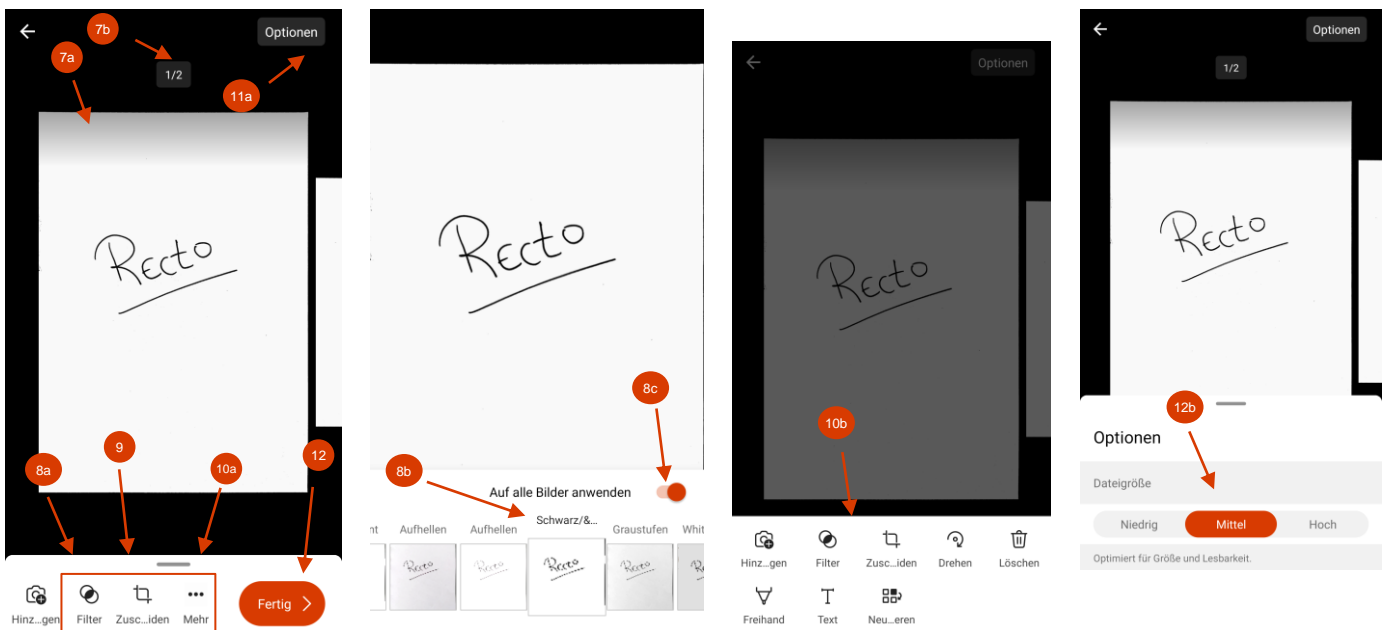 7b
Optionen
7a
1/2
11a
Recto
8a
9
10a
12
Hinz...gen
Filter
Zusc...iden
Mehr
Fertig
Recto
8c
8b
Auf alle Bilder anwenden
nt
Aufhellen
Aufhellen
Schwarz/&...
Graustufen
Whit
Recto
Recto
Recto
Recto
Optionen
Recto
10b
Hinz...gen
Filter
Zusc...iden
Drehen
Löschen
Freihand
Text
Neu...eren
Optionen
1/2
Recto
12b
Optionen
Dateigröße
Niedrig
Mittel
Hoch
Optimiert für Größe und Lesbarkeit.